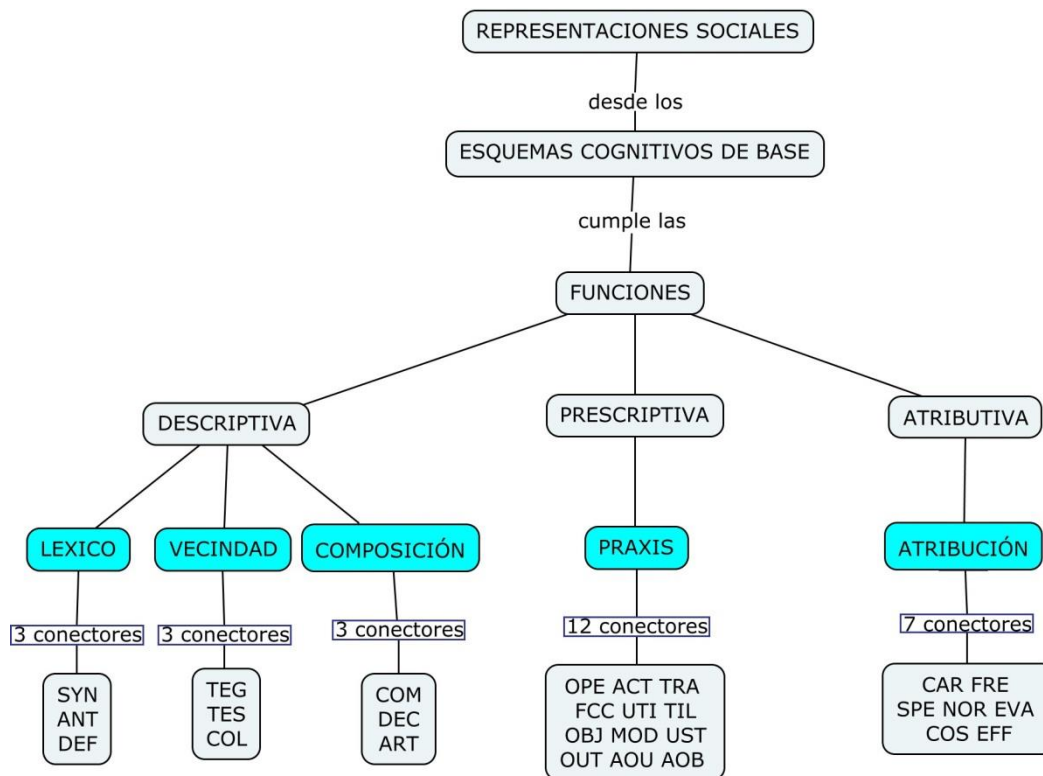 REPRESENTACIONES SOCIALES
desde los
ESQUEMAS COGNITIVOS DE BASE
cumple las
FUNCIONES
DESCRIPTIVA
PRESCRIPTIVA
ATRIBUTIVA
LEXICO
VECINDAD
COMPOSICIÓN
PRAXIS
ATRIBUCIÓN
3 conectores
3 conectores
3 conectores
12 conectores
7 conectores
SYN
ANT
DEF
TEG
TES
COL
COM
DEC
ART
OPE ACT TRA
FCC UTI TIL
OBJ MOD UST
OUT AOU AOB
CAR FRE
SPE NOR EVA
COS EFF